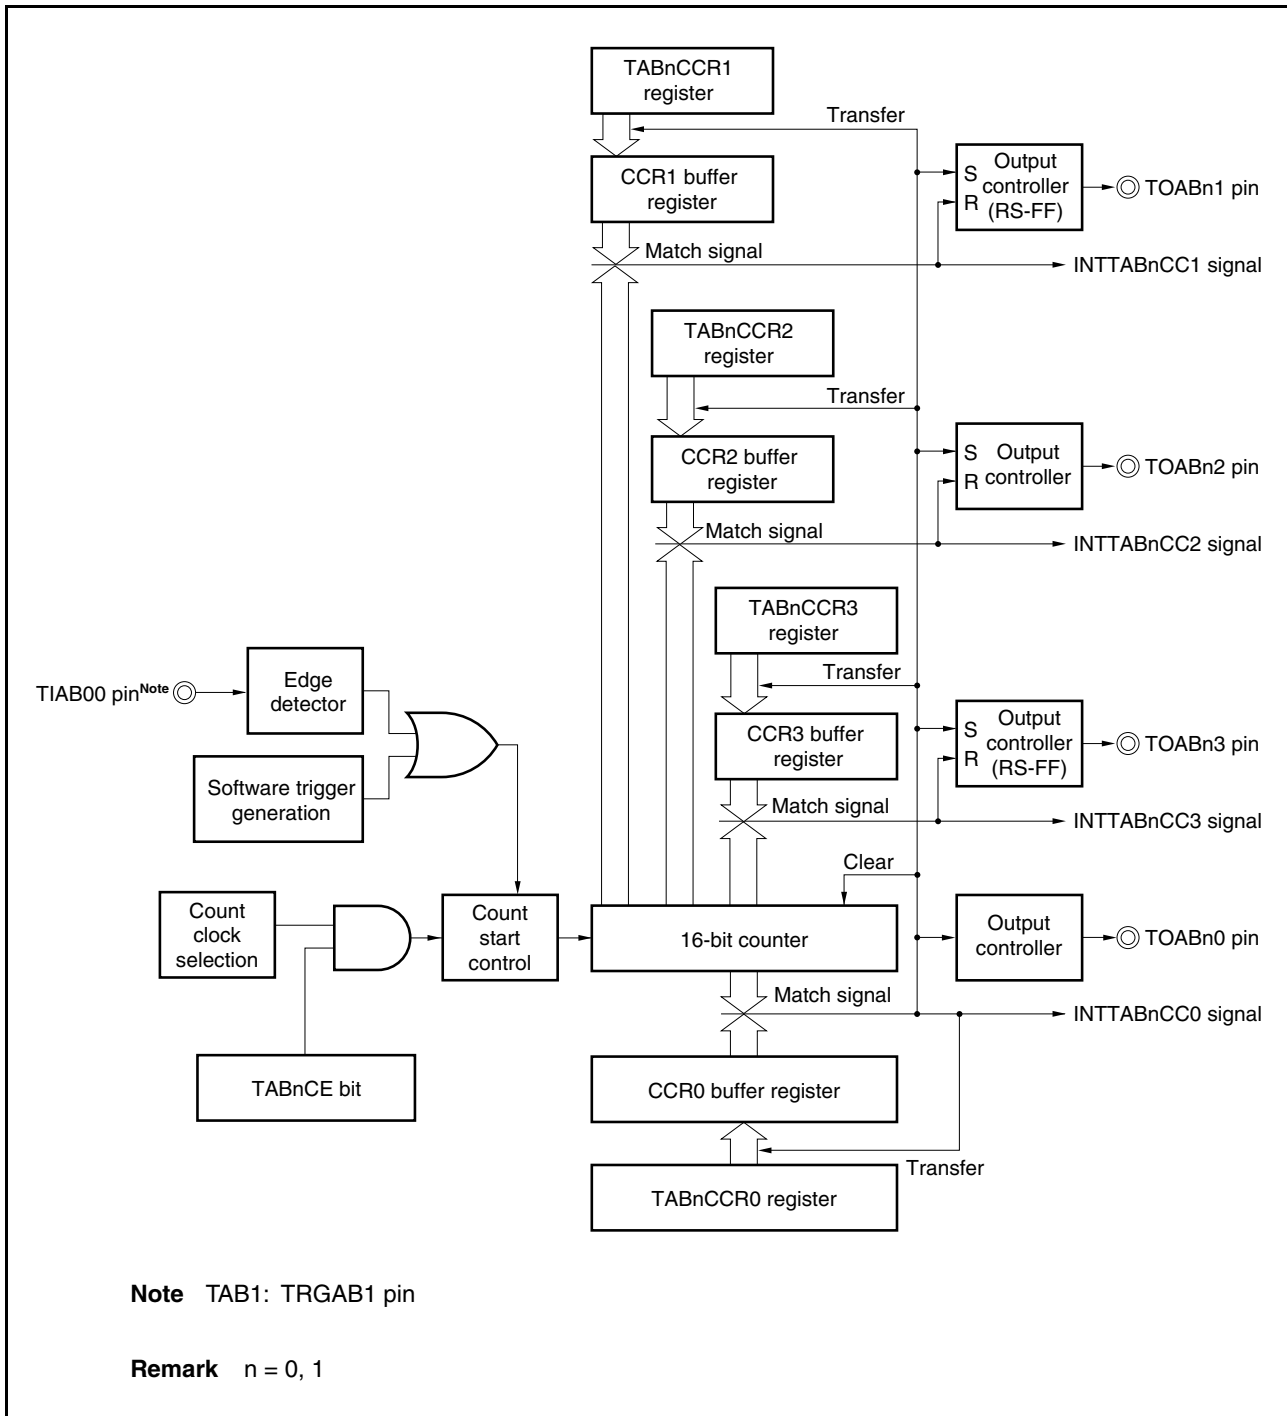 TABnCCR1
register
Transfer
CCR1 buffer
register
S
R
Output
controller
(RS-FF)
TOABn1 pin
Match signal
INTTABnCC1 signal
TABnCCR2
register
Transfer
CCR2 buffer
register
S
R
Output
controller
TOABn2 pin
Match signal
INTTABnCC2 signal
TABnCCR3
register
Transfer
TIAB00 pinNote
Edge
detector
CCR3 buffer
register
S
R
Output
controller
(RS-FF)
TOABn3 pin
Software trigger
generation
Match signal
INTTABnCC3 signal
Clear
Count
clock
selection
Count
start
control
16-bit counter
Output
controller
TOABn0 pin
Match signal
INTTABnCC0 signal
TABnCE bit
CCR0 buffer register
Transfer
TABnCCR0 register
Note TAB1: TRGAB1 pin
Remark n = 0, 1